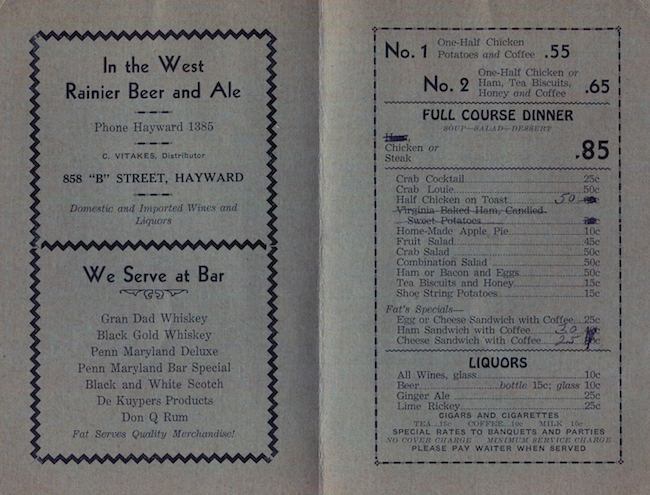 In the West
Rainier Beer and Ale
Phone Hayward 1385
C. VITAKES, Distributor
858 "B" STREET, HAYWARD
Domestic and Imported Wines and
Liquors
We Serve at Bar
Gran Dad Whiskey
Black Gold Whiskey
Penn Maryland Deluxe
Penn Maryland Bar Special
Black and White Scotch
De Kuypers Products
Don Q Rum
Fat Serves Quality Merchandise!
No. 1 One-Half Chicken
Potatoes and Coffee .55
No. 2 One-Half Chicken or
Ham, Tea Biscuits,
Honey and Coffee .65
FULL COURSE DINNER
SOUP—SALAD—DESSERT
Ham,
Chicken or
Steak .85
Crab Cocktail 25c
Crab Louie 50c
Half Chicken on Toast 50
Virginia Baked Ham, Candied
Sweet Potatoes
Home-Made Apple Pie 10c
Fruit Salad 45c
Crab Salad 50c
Combination Salad 50c
Ham or Bacon and Eggs 50c
Tea Biscuits and Honey 15c
Shoe String Potatoes 15c
Fat's Specials—
Egg or Cheese Sandwich with Coffee 25c
Ham Sandwich with Coffee 30
Cheese Sandwich with Coffee 25
LIQUORS
All Wines, glass 10c
Beer bottle 15c; glass 10c
Ginger Ale 25c
Lime Rickey 25c
CIGARS AND CIGARETTES
TEA 15c COFFEE 10c MILK
SPECIAL RATES TO BANQUETS AND PARTIES
NO COVER CHARGE MINIMUM SERVICE CHARGE
PLEASE PAY WAITER WHEN SERVED